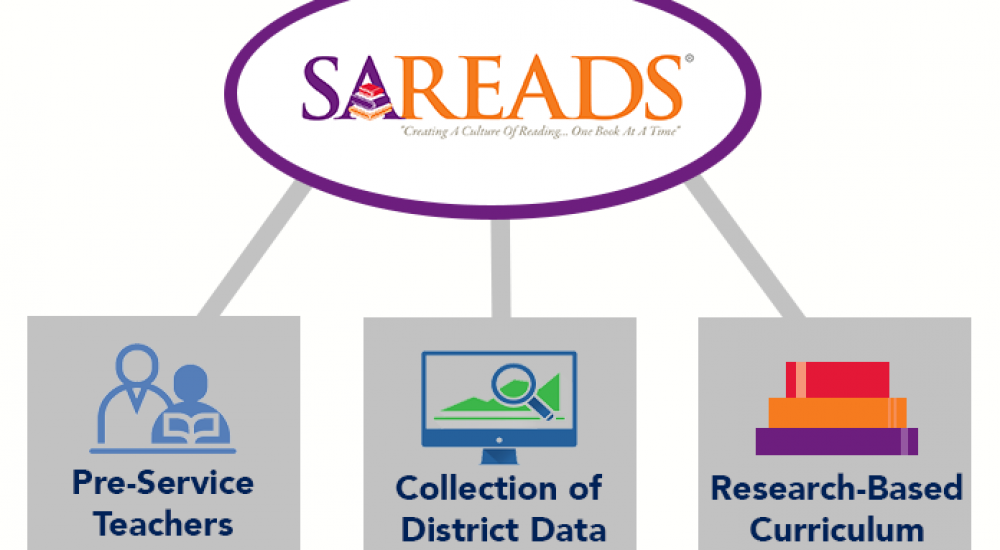 SAREADS®
"Creating A Culture Of Reading... One Book At A Time"
Pre-Service
Teachers
Collection of
District Data
Research-Based
Curriculum